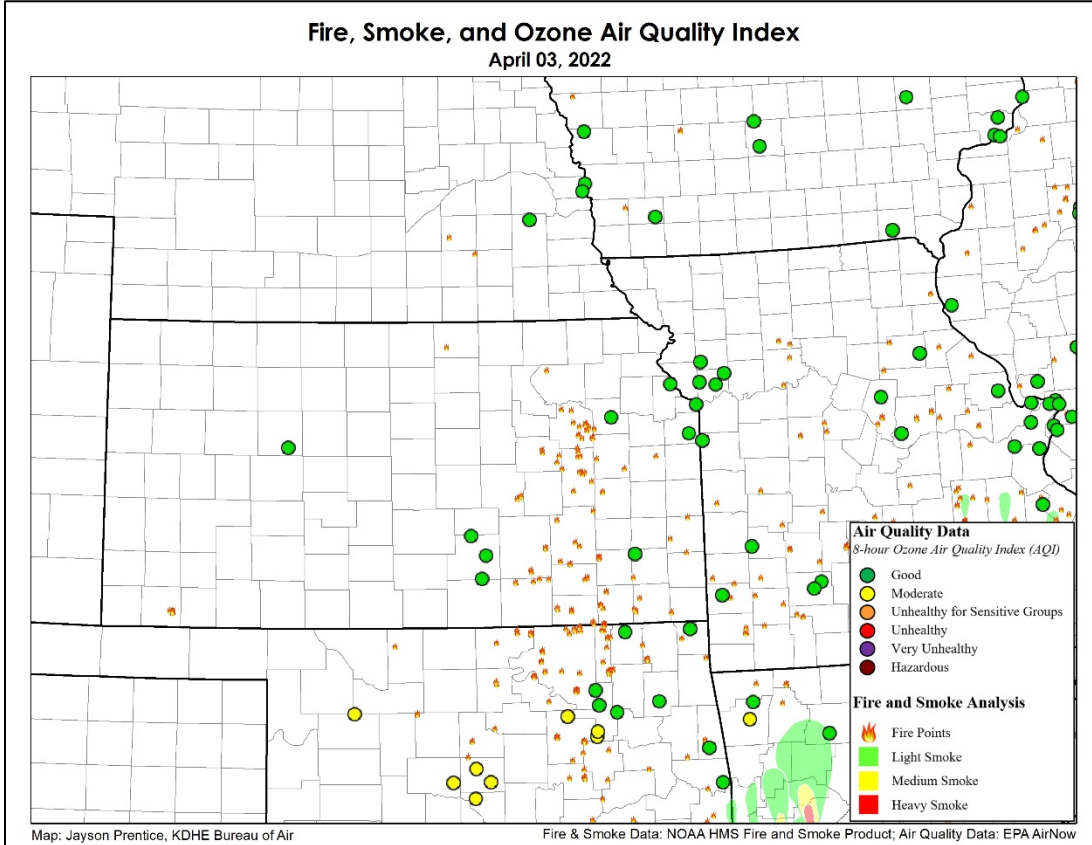 Fire, Smoke, and Ozone Air Quality Index
April 03, 2022
Air Quality Data
8-hour Ozone Air Quality Index (AQI)
Good
Moderate
Unhealthy for Sensitive Groups
Unhealthy
Very Unhealthy
Hazardous
Fire and Smoke Analysis
Fire Points
Light Smoke
Medium Smoke
Heavy Smoke
Map: Jayson Prentice, KDHE Bureau of Air
Fire & Smoke Data: NOAA HMS Fire and Smoke Product; Air Quality Data: EPA AirNow